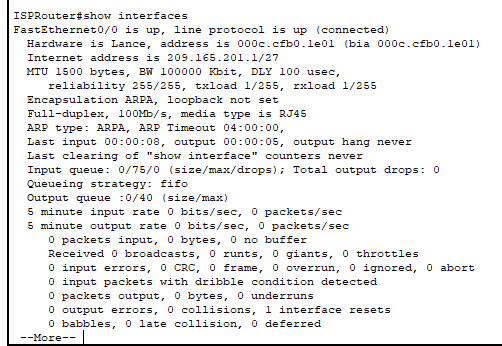 ISPRouter#show interfaces
FastEthernet0/0 is up, line protocol is up (connected)
Hardware is Lance, address is 000c.cfb0.1e01 (bia 000c.cfb0.1e01)
Internet address is 209.165.201.1/27
MTU 1500 bytes, BW 100000 Kbit, DLY 100 usec,
reliability 255/255, txload 1/255, rxload 1/255
Encapsulation ARPA, loopback not set
Full-duplex, 100Mb/s, media type is RJ45
ARP type: ARPA, ARP Timeout 04:00:00,
Last input 00:00:08, output 00:00:05, output hang never
Last clearing of "show interface" counters never
Input queue: 0/75/0 (size/max/drops); Total output drops: 0
Queueing strategy: fifo
Output queue :0/40 (size/max)
5 minute input rate 0 bits/sec, 0 packets/sec
5 minute output rate 0 bits/sec, 0 packets/sec
0 packets input, 0 bytes, 0 no buffer
Received 0 broadcasts, 0 runts, 0 giants, 0 throttles
0 input errors, 0 CRC, 0 frame, 0 overrun, 0 ignored, 0 abort
0 input packets with dribble condition detected
0 packets output, 0 bytes, 0 underruns
0 output errors, 0 collisions, 1 interface resets
0 babbles, 0 late collision, 0 deferred
--More--